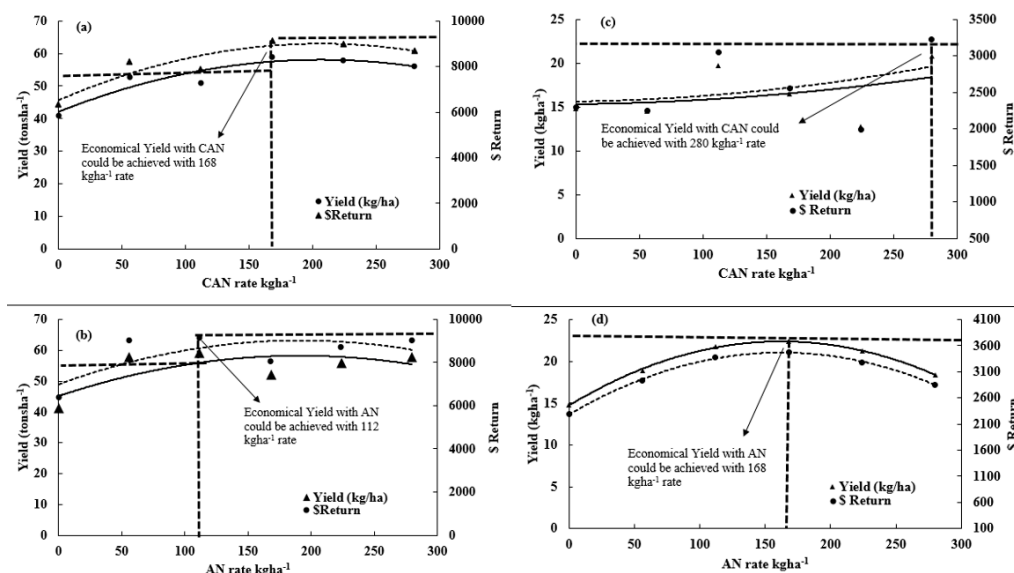 (a)
70
60
50
40
30
20
10
0
Yield (tonsha-1)
10000
8000
6000
4000
2000
0
$ Return
Economical Yield with CAN
could be achieved with 168
kgha-1 rate
Yield (kg/ha)
$Return
0 50 100 150 200 250 300
CAN rate kgha-1
(c)
25
20
15
10
5
0
Yield (kgha-1)
3500
3000
2500
2000
1500
1000
500
$ Return
Economical Yield with CAN could
be achieved with 280 kgha-1 rate
Yield (kg/ha)
$ Return
0 50 100 150 200 250 300
CAN rate kgha-1
(b)
70
60
50
40
30
20
10
0
Yield (tonsha-1)
10000
8000
6000
4000
2000
0
$ Return
Economical Yield with AN
could be achieved with 112
kgha-1 rate
Yield (kg/ha)
$Return
0 50 100 150 200 250 300
AN rate kgha-1
(d)
25
20
15
10
5
0
Yield (kgha-1)
4100
3600
3100
2600
2100
1600
1100
600
100
$ Return
Economical Yield with AN
could be achieved with 168
kgha-1 rate
Yield (kg/ha)
$ Return
0 50 100 150 200 250 300
AN rate kgha-1